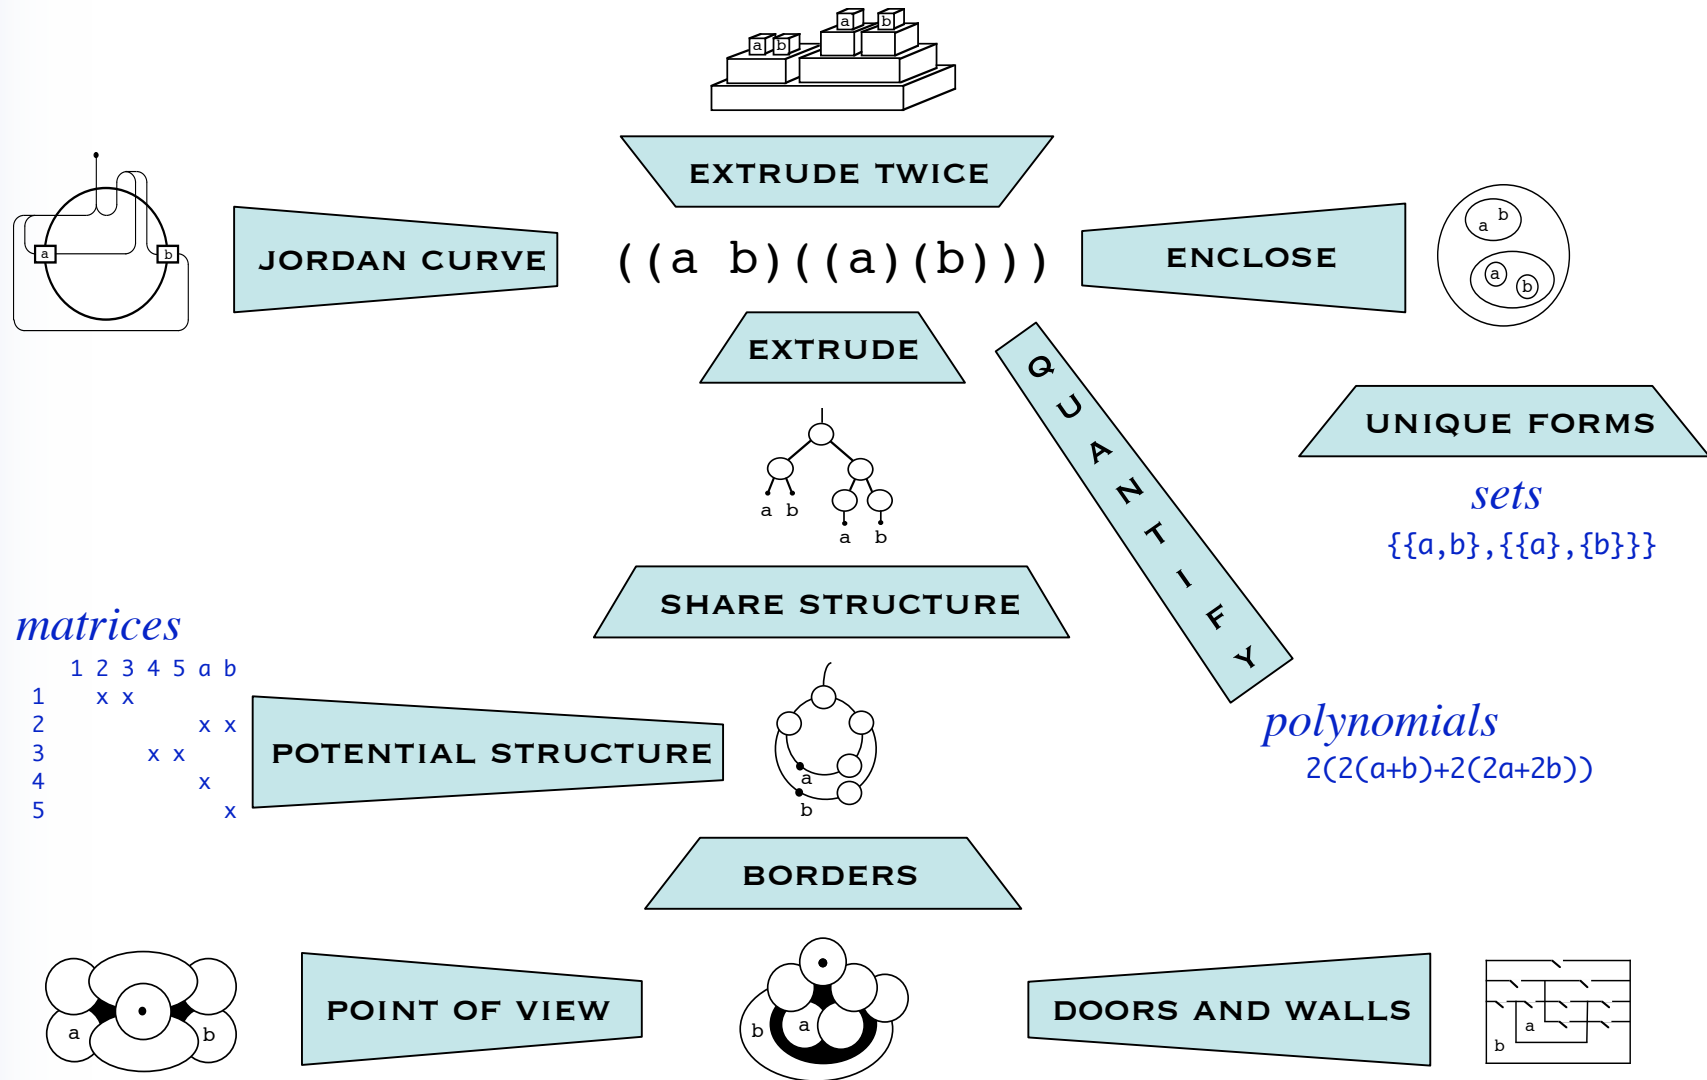 a b
a b
EXTRUDE TWICE
a b
JORDAN CURVE
((a b)((a)(b)))
ENCLOSE
b
a
a
b
EXTRUDE
a b
a b
QUANTIFY
UNIQUE FORMS
sets
{{a,b},{{a},{b}}}
SHARE STRUCTURE
matrices
1 2 3 4 5 a b
1 x x
2 x x
3 x x
4 x
5 x
POTENTIAL STRUCTURE
a
b
polynomials
2(2(a+b)+2(2a+2b))
BORDERS
a b
POINT OF VIEW
b a
DOORS AND WALLS
a
b